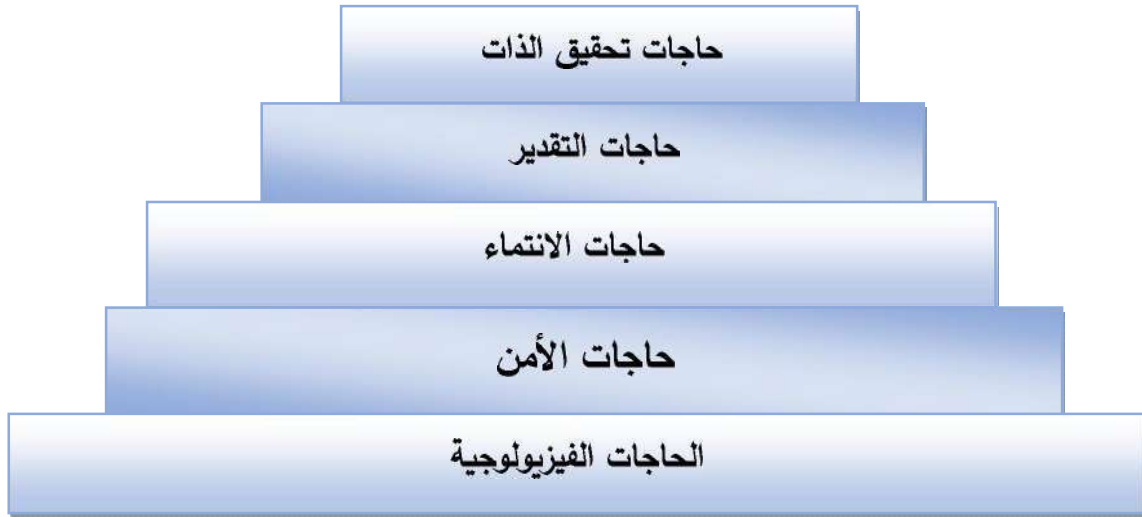 حاجات تحقيق الذات
حاجات التقدير
حاجات الانتماء
حاجات الأمن
الحاجات الفيزيولوجية